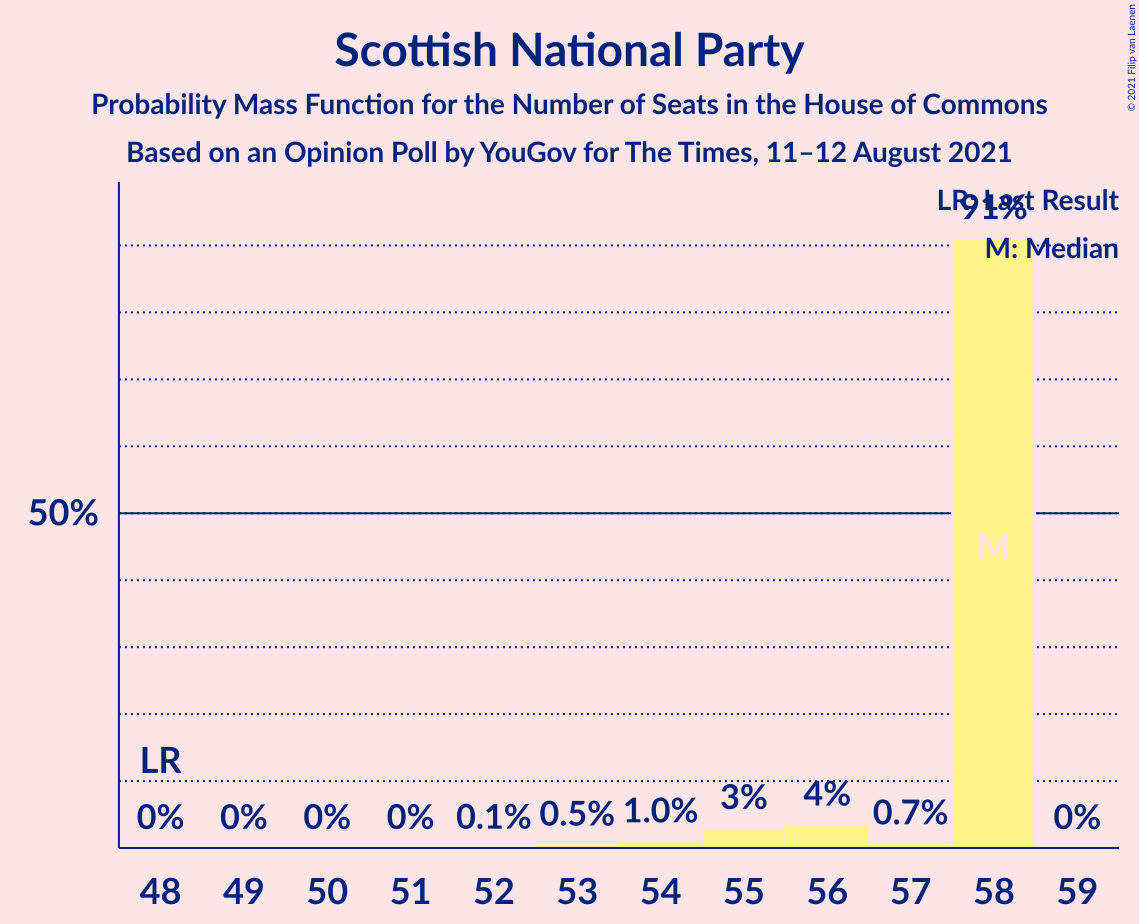 Scottish National Party
Probability Mass Function for the Number of Seats in the House of Commons
Based on an Opinion Poll by YouGov for The Times, 11–12 August 2021
© 2021 Filip van Laenen
LR: Last Result
91%
M: Median
50%
M
LR
0% 0% 0% 0% 0.1% 0.5% 1.0% 3% 4% 0.7% 0%
48 49 50 51 52 53 54 55 56 57 58 59